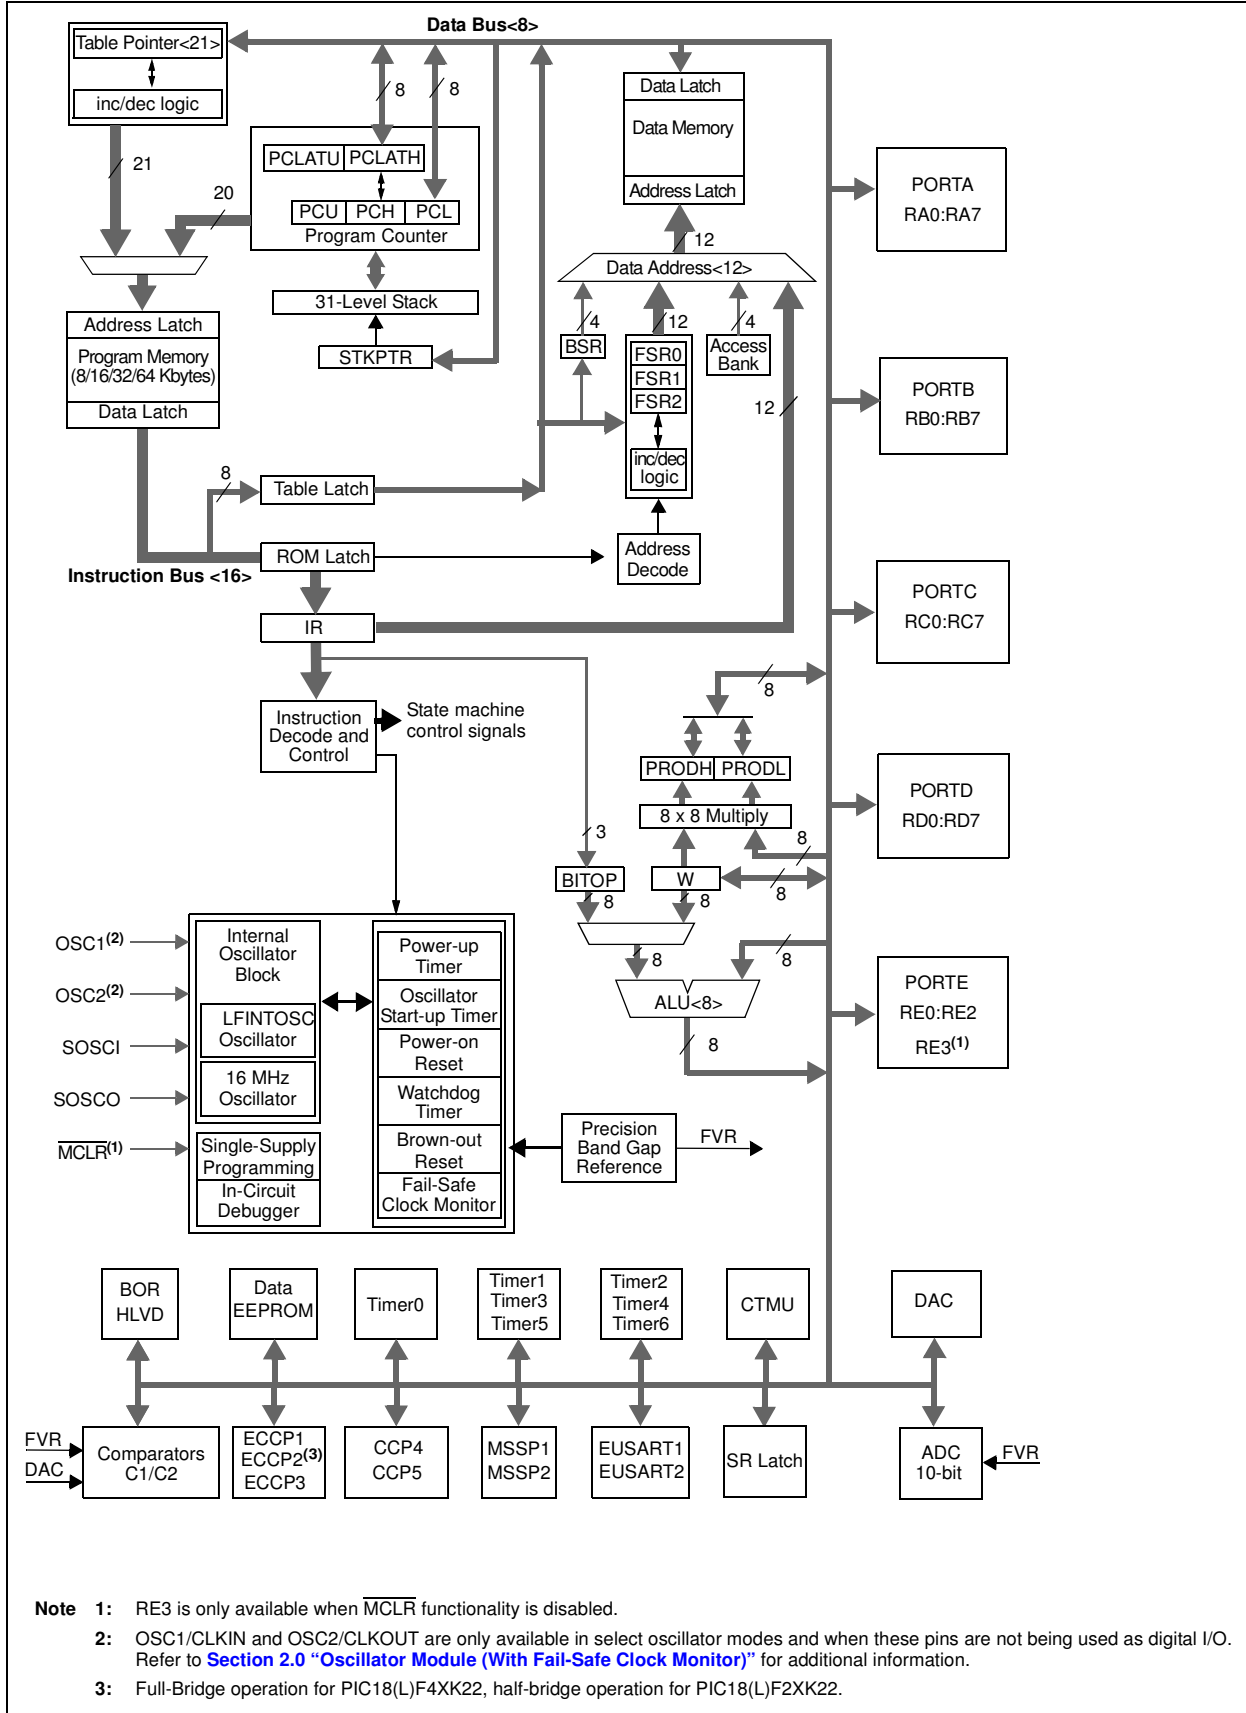 Data Bus<8>
Table Pointer<21>
inc/dec logic
21
20
8
8
PCLATU PCLATH
PCU PCH PCL
Program Counter
31-Level Stack
STKPTR
Address Latch
Program Memory
(8/16/32/64 Kbytes)
Data Latch
8
Table Latch
ROM Latch
Instruction Bus <16>
IR
Instruction
Decode and
Control
State machine
control signals
Data Latch
Data Memory
Address Latch
12
Data Address<12>
4
12
4
BSR
FSR0
FSR1
FSR2
inc/dec
logic
Access
Bank
12
Address
Decode
8
PRODH PRODL
8 x 8 Multiply
3
8
BITOP
W
8
8
8
8
8
ALU<8>
8
PORTA
RA0:RA7
PORTB
RB0:RB7
PORTC
RC0:RC7
PORTD
RD0:RD7
PORTE
RE0:RE2
RE3(1)
OSC1(2)
OSC2(2)
SOSCI
SOSCO
MCLR(1)
Internal
Oscillator
Block
LFINTOSC
Oscillator
16 MHz
Oscillator
Single-Supply
Programming
In-Circuit
Debugger
Power-up
Timer
Oscillator
Start-up Timer
Power-on
Reset
Watchdog
Timer
Brown-out
Reset
Fail-Safe
Clock Monitor
Precision
Band Gap
Reference
FVR
BOR
HLVD
Data
EEPROM
Timer0
Timer1
Timer3
Timer5
Timer2
Timer4
Timer6
CTMU
DAC
FVR
DAC
Comparators
C1/C2
ECCP1
ECCP2(3)
ECCP3
CCP4
CCP5
MSSP1
MSSP2
EUSART1
EUSART2
SR Latch
ADC
10-bit
FVR
Note 1: RE3 is only available when MCLR functionality is disabled.
2: OSC1/CLKIN and OSC2/CLKOUT are only available in select oscillator modes and when these pins are not being used as digital I/O.
Refer to Section 2.0 “Oscillator Module (With Fail-Safe Clock Monitor)” for additional information.
3: Full-Bridge operation for PIC18(L)F4XK22, half-bridge operation for PIC18(L)F2XK22.